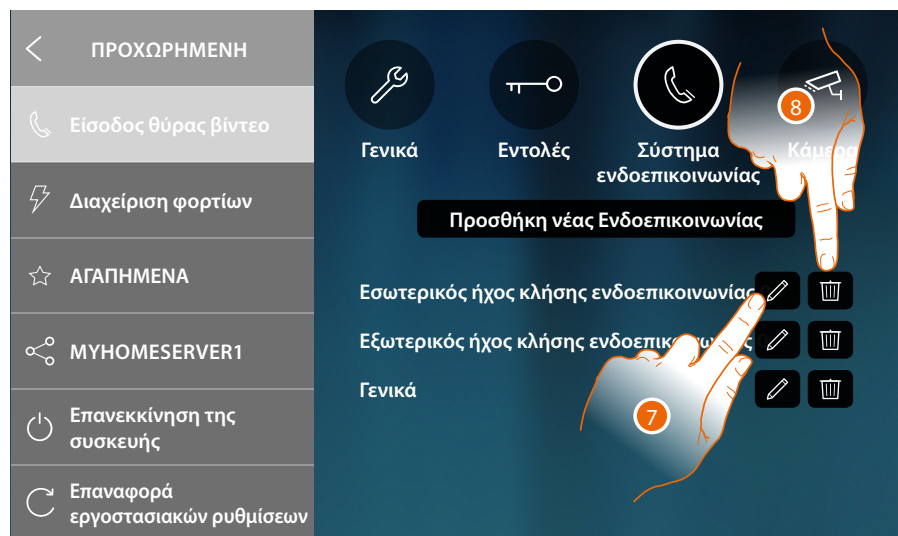 ΠΡΟΧΩΡΗΜΕΝΗ
Είσοδος θύρας βίντεο
Διαχείριση φορτίων
ΑΓΑΠΗΜΕΝΑ
MYHOMESERVER1
Επανεκκίνηση της
συσκευής
Επαναφορά
εργοστασιακών ρυθμίσεων
Γενικά
Εντολές
Σύστημα
ενδοεπικοινωνίας
Κάμερα
8
Προσθήκη νέας Ενδοεπικοινωνίας
Εσωτερικός ήχος κλήσης ενδοεπικοινωνίας
Εξωτερικός ήχος κλήσης ενδοεπικοινωνίας
Γενικά
7